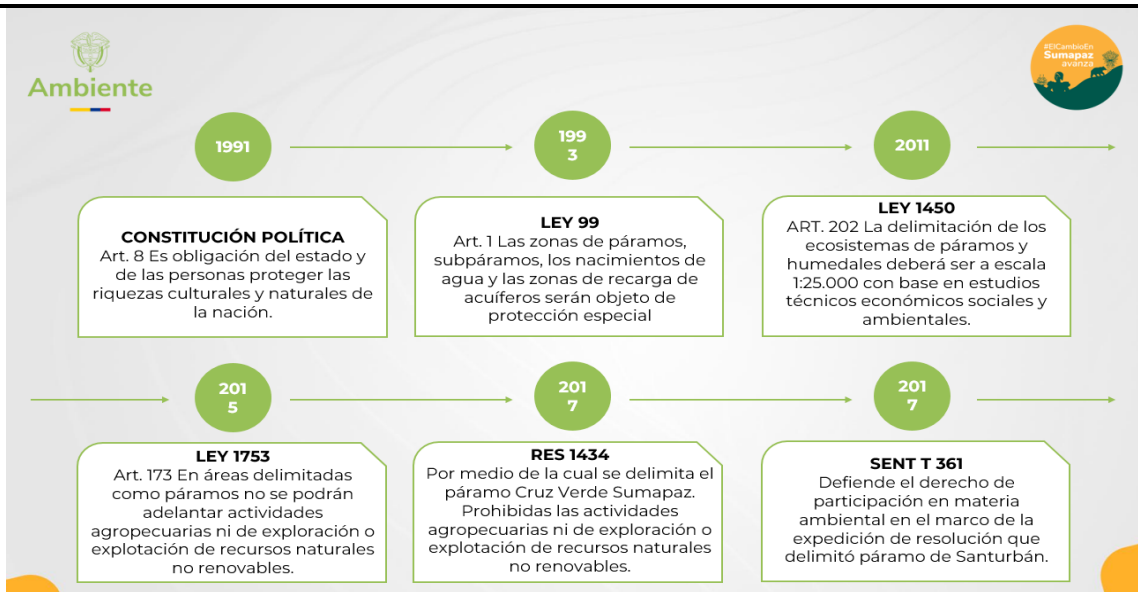 Ambiente
#ElCambioEn
Sumapaz
avanza
1991
199
3
2011
CONSTITUCIÓN POLÍTICA
Art. 8 Es obligación del estado y
de las personas proteger las
riquezas culturales y naturales de
la nación.
LEY 99
Art. 1 Las zonas de páramos,
subpáramos, los nacimientos de
agua y las zonas de recarga de
acuíferos serán objeto de
protección especial
LEY 1450
ART. 202 La delimitación de los
ecosistemas de páramos y
humedales deberá ser a escala
1:25.000 con base en estudios
técnicos económicos sociales y
ambientales.
201
5
201
7
201
7
LEY 1753
Art. 173 En áreas delimitadas
como páramos no se podrán
adelantar actividades
agropecuarias ni de exploración o
explotación de recursos naturales
no renovables.
RES 1434
Por medio de la cual se delimita el
páramo Cruz Verde Sumapaz.
Prohibidas las actividades
agropecuarias ni de exploración o
explotación de recursos naturales
no renovables.
SENT T 361
Defiende el derecho de
participación en materia
ambiental en el marco de la
expedición de resolución que
delimitó páramo de Santurbán.